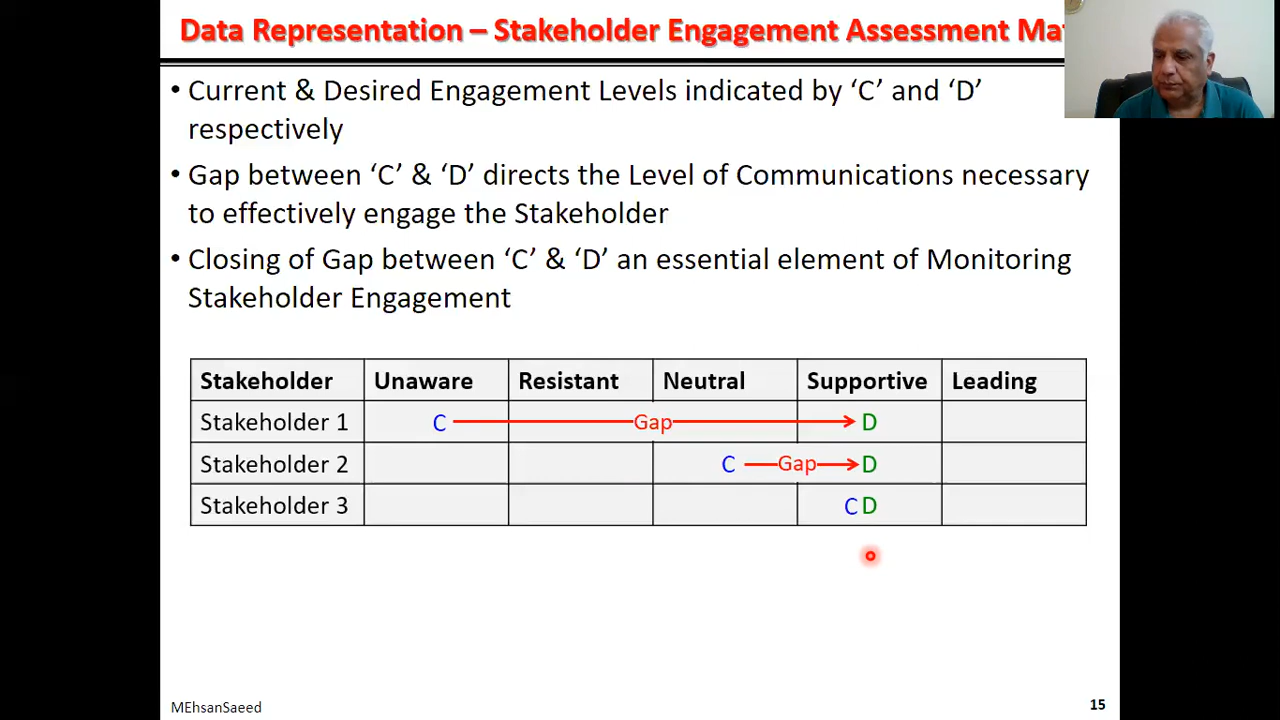 Data Representation – Stakeholder Engagement Assessment Ma
• Current & Desired Engagement Levels indicated by ‘C’ and ‘D’
respectively
• Gap between ‘C’ & ‘D’ directs the Level of Communications necessary
to effectively engage the Stakeholder
• Closing of Gap between ‘C’ & ‘D’ an essential element of Monitoring
Stakeholder Engagement
Stakeholder Unaware Resistant Neutral Supportive Leading
Stakeholder 1 C Gap D
Stakeholder 2 C Gap D
Stakeholder 3 C D
MEhsanSaeed 15